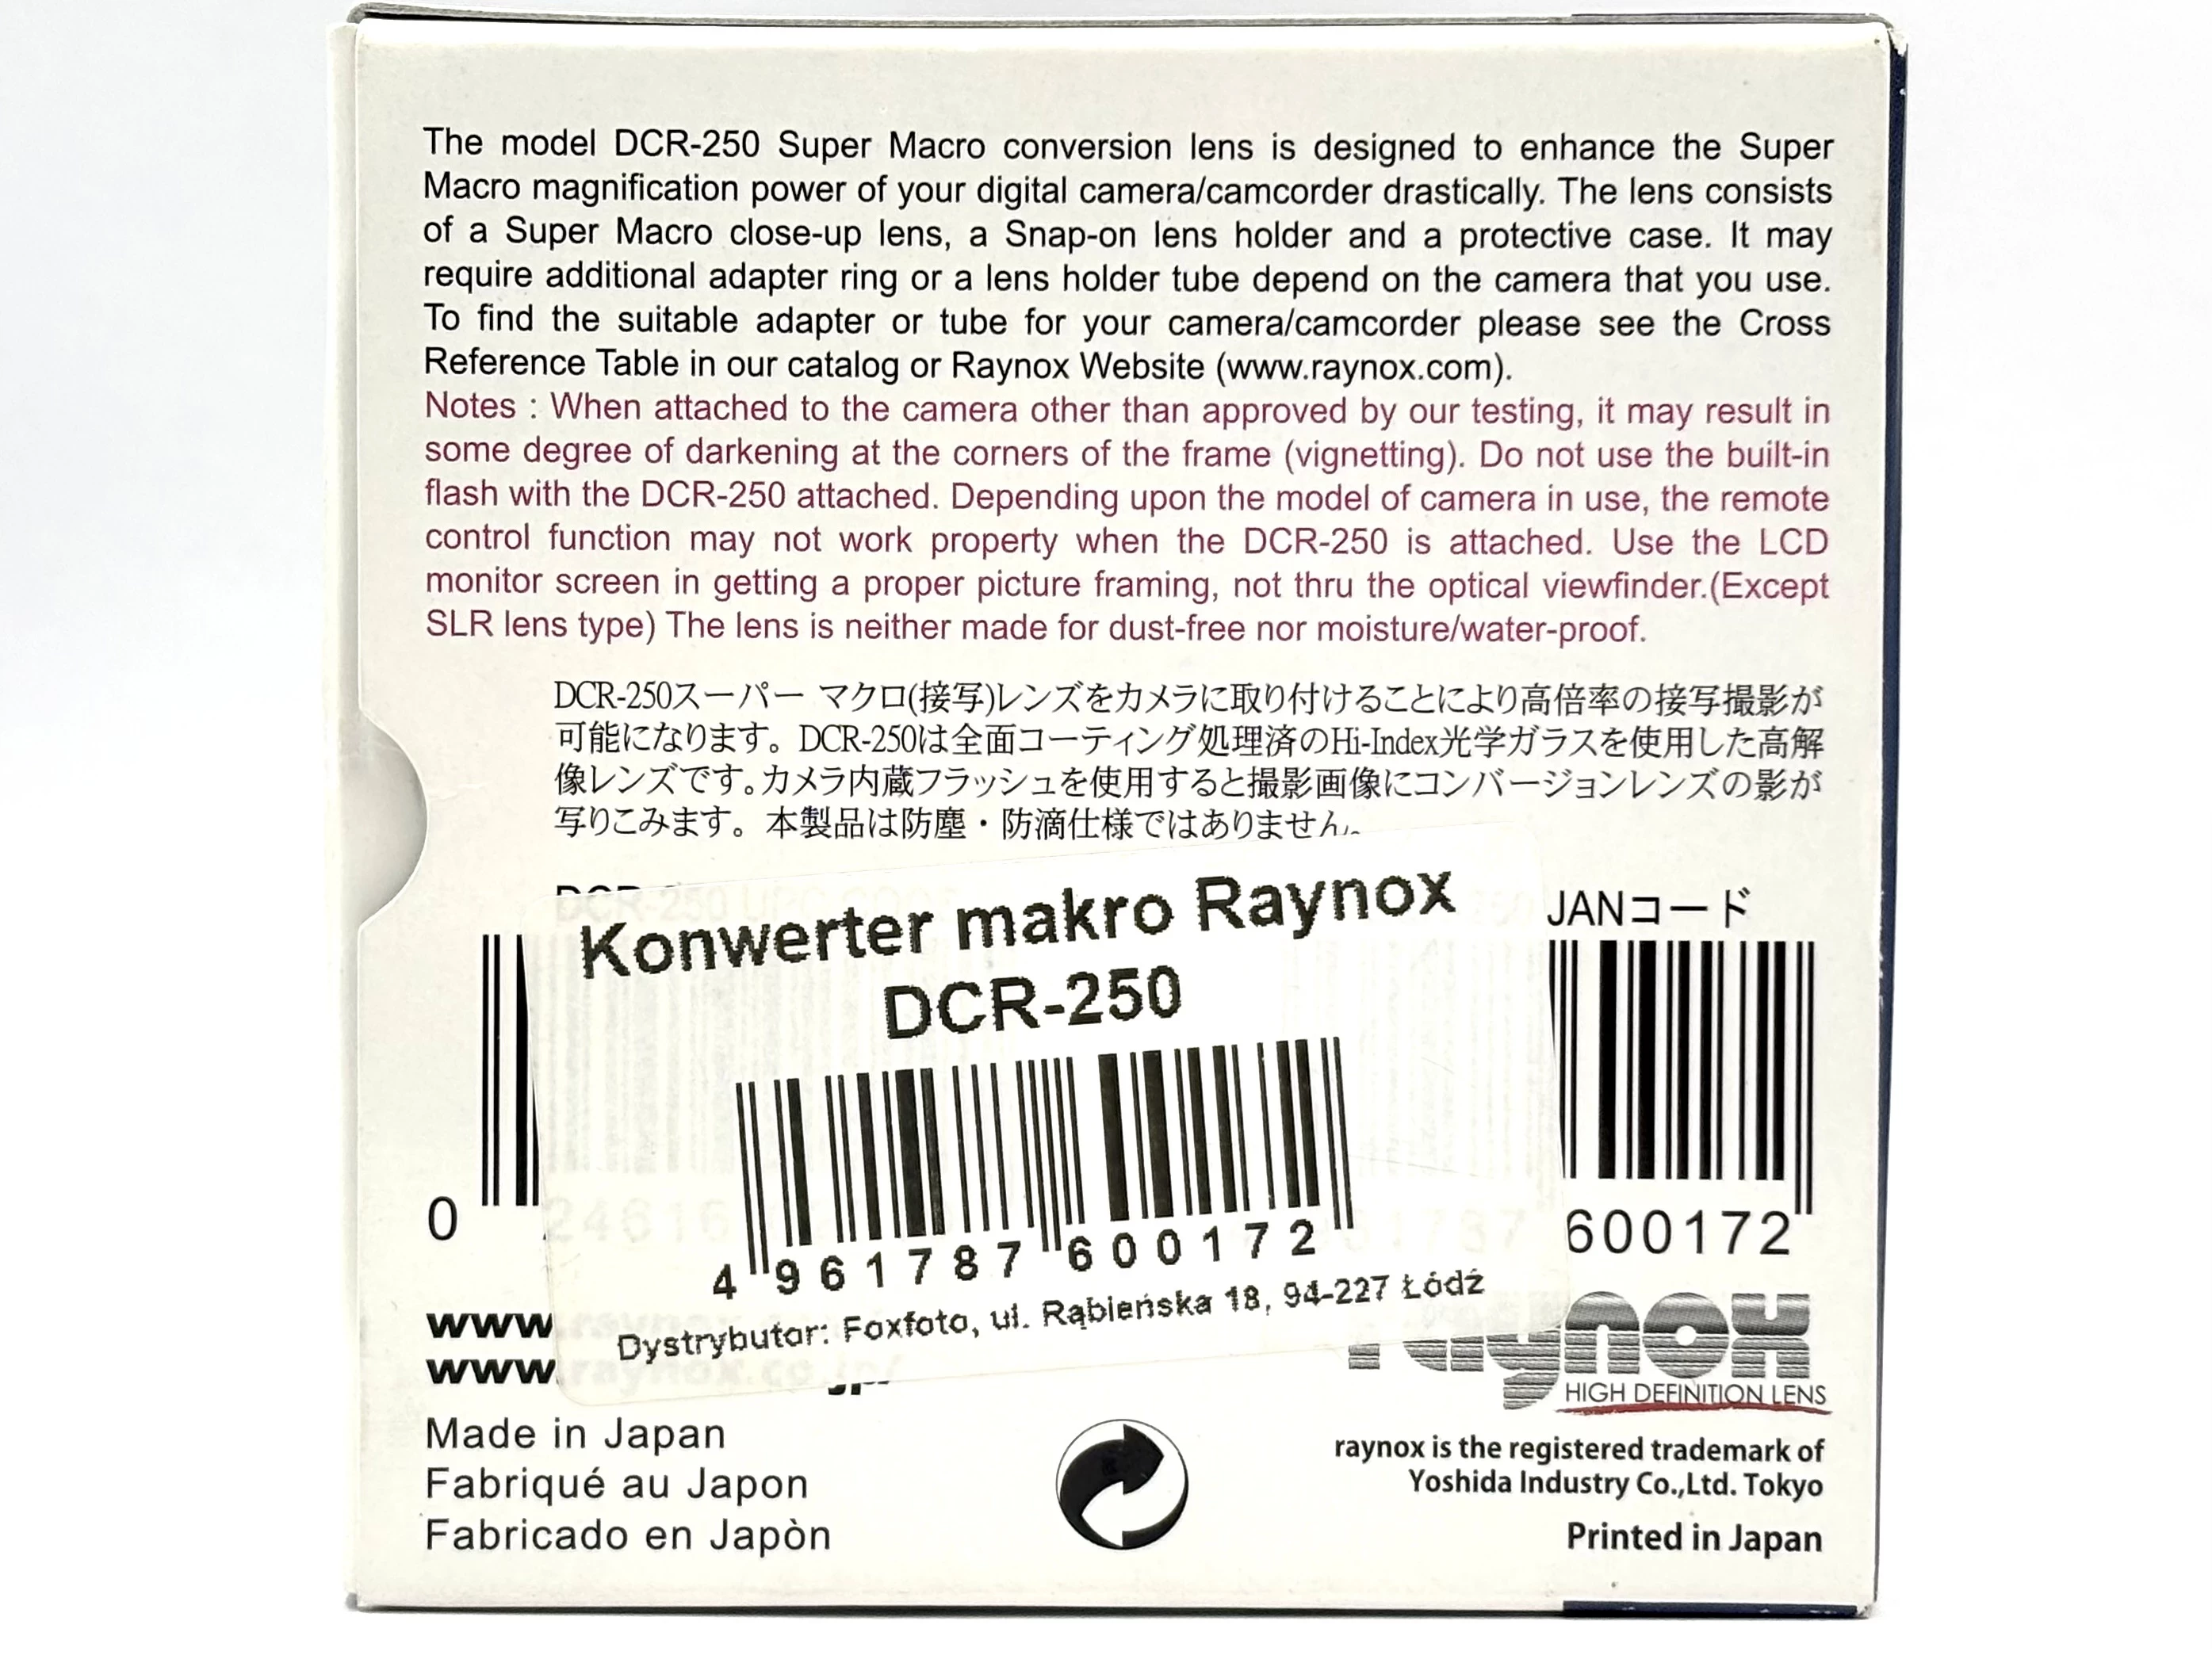 The model DCR-250 Super Macro conversion lens is designed to enhance the Super
Macro magnification power of your digital camera/camcorder drastically. The lens consists
of a Super Macro close-up lens, a Snap-on lens holder and a protective case. It may
require additional adapter ring or a lens holder tube depend on the camera that you use.
To find the suitable adapter or tube for your camera/camcorder please see the Cross
Reference Table in our catalog or Raynox Website (www.raynox.com).
Notes : When attached to the camera other than approved by our testing, it may result in
some degree of darkening at the corners of the frame (vignetting). Do not use the built-in
flash with the DCR-250 attached. Depending upon the model of camera in use, the remote
control function may not work property when the DCR-250 is attached. Use the LCD
monitor screen in getting a proper picture framing, not thru the optical viewfinder.(Except
SLR lens type) The lens is neither made for dust-free nor moisture/water-proof.
DCR-250スーパー マクロ(接写)レンズをカメラに取り付けることにより高倍率の接写撮影が
可能になります。DCR-250は全面コーティング処理済のHi-Index光学ガラスを使用した高解
像レンズです。カメラ内蔵フラッシュを使用すると撮影画像にコンバージョンレンズの影が
写りこみます。本製品は防塵・防滴仕様ではありません。
DCR-250 UPC
JANコード
Konwerter makro Raynox
DCR-250
4 961787 600172
Dystrybutor: Foxfoto, ul. Rąbieńska 18, 94-227 Łódź
0 24616
600172
www.raynox.
www.raynox.co.jp/
raynox
HIGH DEFINITION LENS
Made in Japan
Fabriqué au Japon
Fabricado en Japòn
raynox is the registered trademark of
Yoshida Industry Co.,Ltd. Tokyo
Printed in Japan